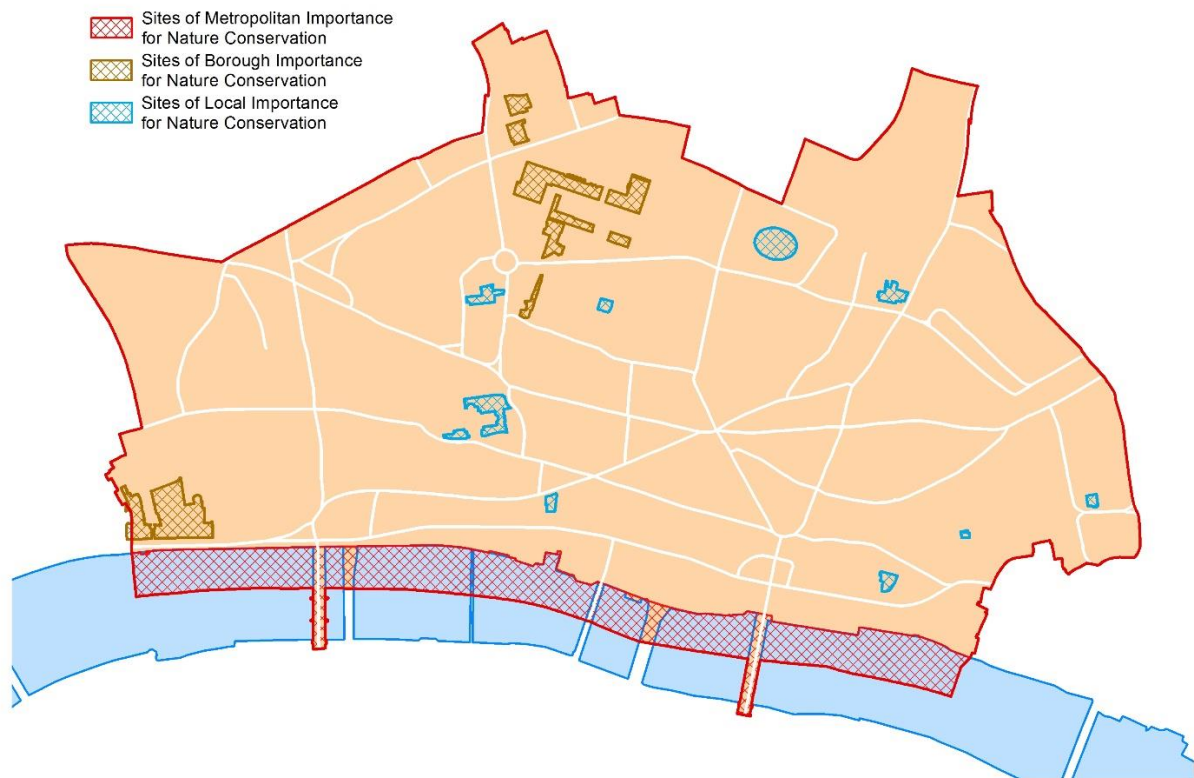 Sites of Metropolitan Importance
for Nature Conservation
Sites of Borough Importance
for Nature Conservation
Sites of Local Importance
for Nature Conservation